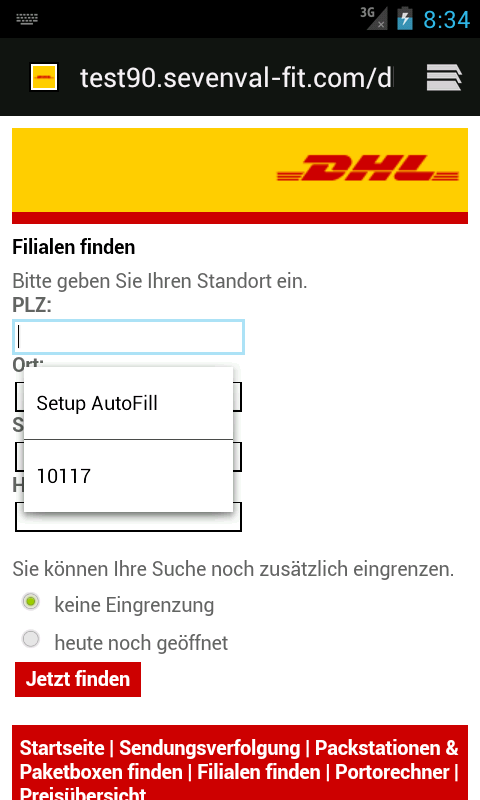 3G 8:34
test90.sevenval-fit.com/d
DHL
Filialen finden
Bitte geben Sie Ihren Standort ein.
PLZ:
Ort:
Setup AutoFill
S
10117
H
Sie können Ihre Suche noch zusätzlich eingrenzen.
keine Eingrenzung
heute noch geöffnet
Jetzt finden
Startseite | Sendungsverfolgung | Packstationen &
Paketboxen finden | Filialen finden | Portorechner |
Preisübersicht